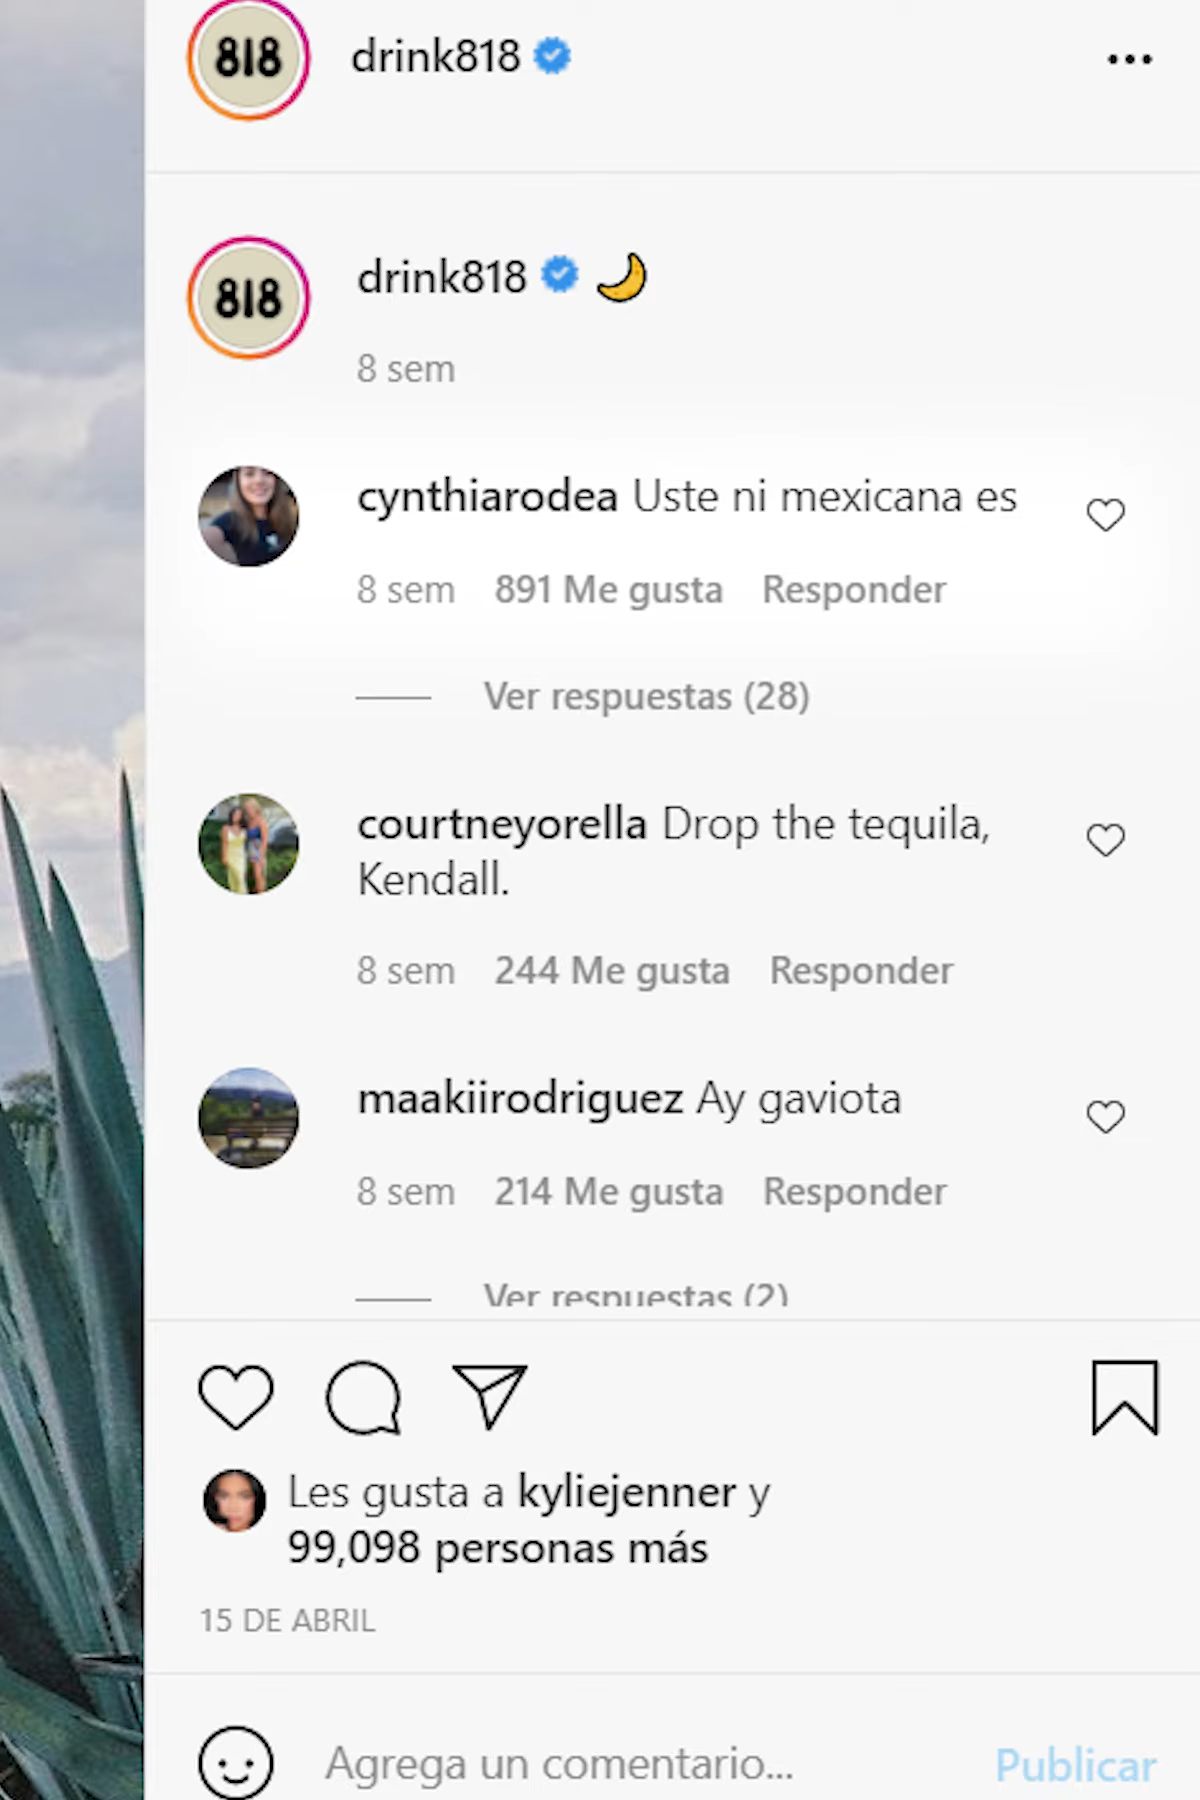 818
drink818
818
drink818 🌙
8 sem
cynthiarodea Uste ni mexicana es
8 sem 891 Me gusta Responder
Ver respuestas (28)
courtneyorella Drop the tequila,
Kendall.
8 sem 244 Me gusta Responder
maakiirodriguez Ay gaviota
8 sem 214 Me gusta Responder
Ver respuestas (2)
Les gusta a kyliejenner y
99,098 personas más
15 DE ABRIL
Agrega un comentario...
Publicar